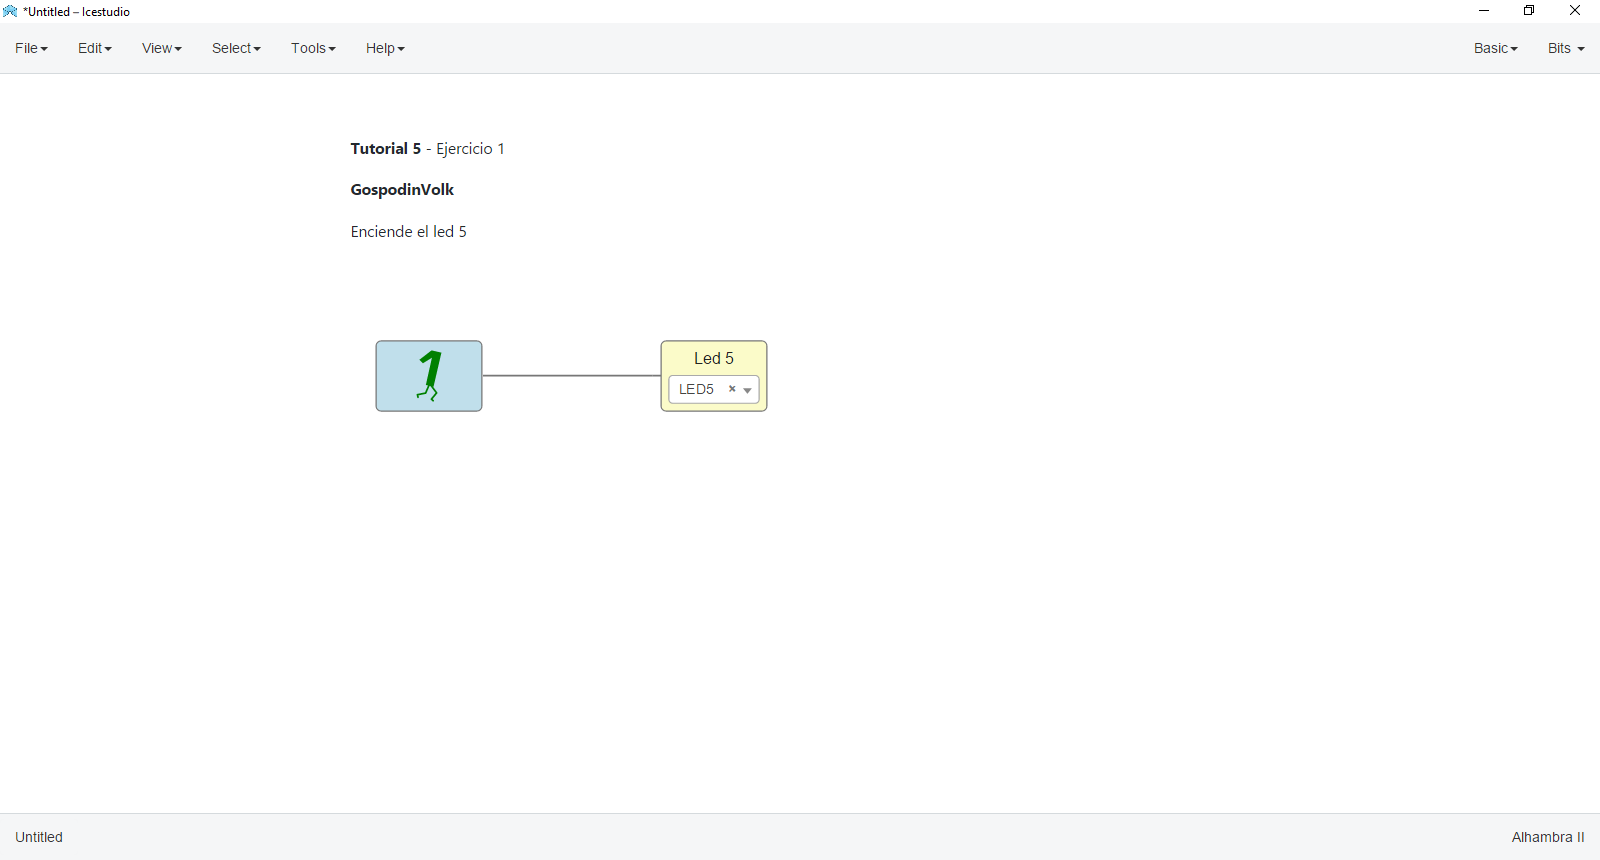 *Untitled – Icestudio
File Edit View Select Tools Help Basic Bits
Tutorial 5 - Ejercicio 1
GospodinVolk
Enciende el led 5
1
Led 5
LED5
Untitled Alhambra II